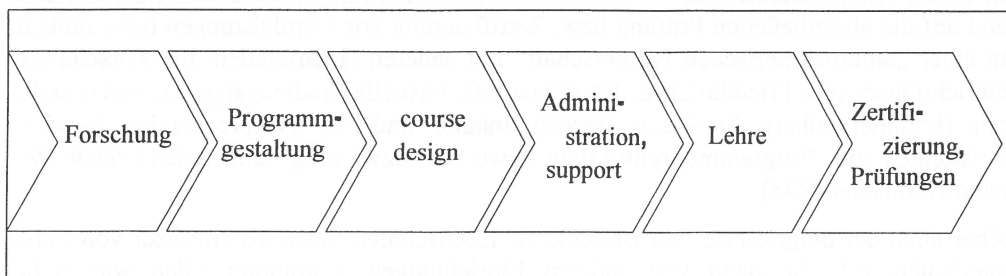 Forschung
Programm-
gestaltung
course
design
Admini-
stration,
support
Lehre
Zertifi-
zierung,
Prüfungen